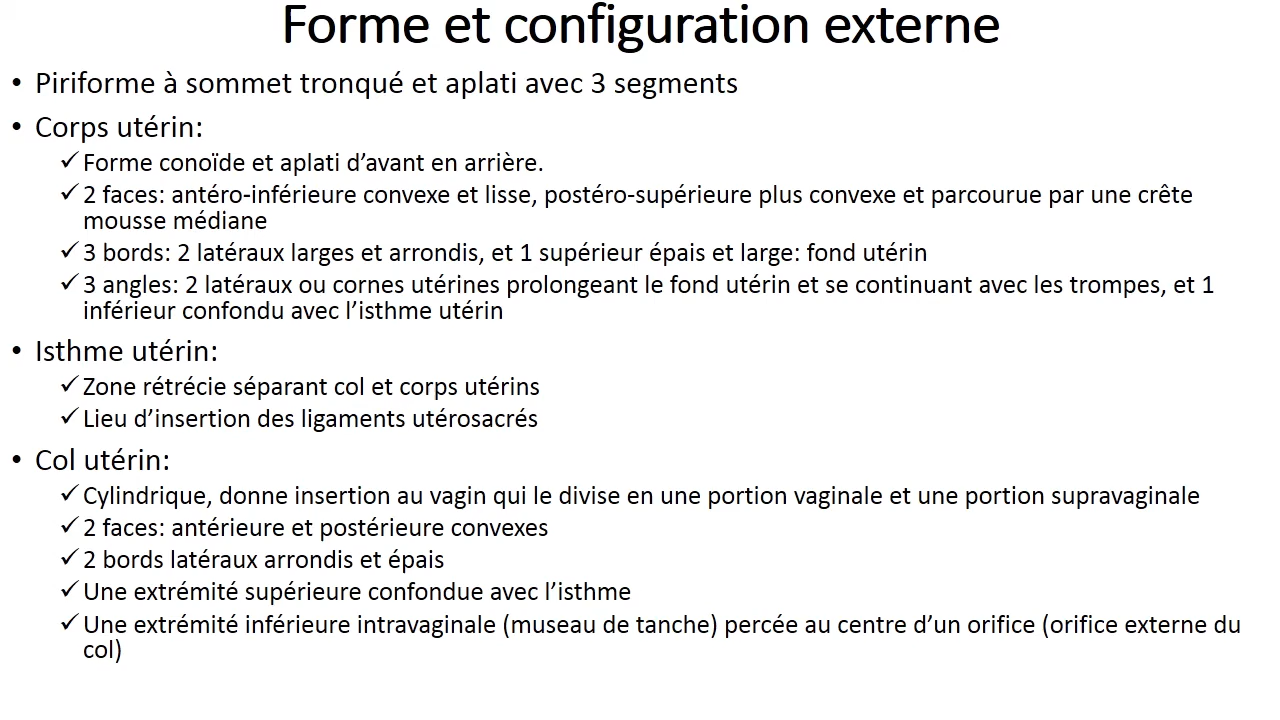 Forme et configuration externe
• Piriforme à sommet tronqué et aplati avec 3 segments
• Corps utérin:
✓ Forme conoïde et aplati d’avant en arrière.
✓ 2 faces: antéro-inférieure convexe et lisse, postéro-supérieure plus convexe et parcourue par une crête
mousse médiane
✓ 3 bords: 2 latéraux larges et arrondis, et 1 supérieur épais et large: fond utérin
✓ 3 angles: 2 latéraux ou cornes utérines prolongeant le fond utérin et se continuant avec les trompes, et 1
inférieur confondu avec l’isthme utérin
• Isthme utérin:
✓ Zone rétrécie séparant col et corps utérins
✓ Lieu d’insertion des ligaments utérosacrés
• Col utérin:
✓ Cylindrique, donne insertion au vagin qui le divise en une portion vaginale et une portion supravaginale
✓ 2 faces: antérieure et postérieure convexes
✓ 2 bords latéraux arrondis et épais
✓ Une extrémité supérieure confondue avec l’isthme
✓ Une extrémité inférieure intravaginale (museau de tanche) percée au centre d’un orifice (orifice externe du
col)